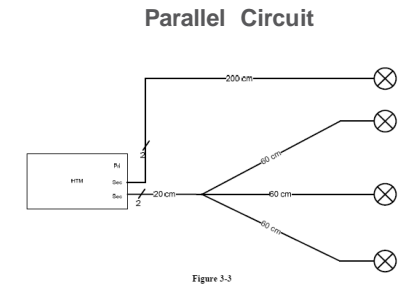 Parallel Circuit
200 cm
2
60 cm
Pri
HTM
Sec
Sec
2
20 cm
60 cm
60 cm
Figure 3-3